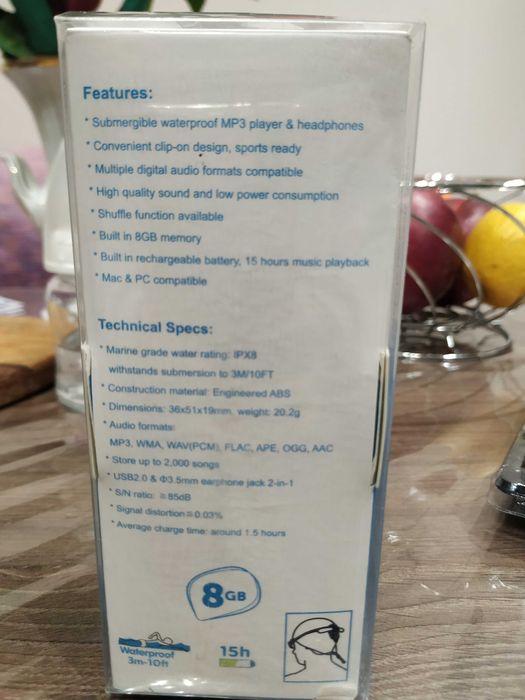 Features:
* Submergible waterproof MP3 player & headphones
* Convenient clip-on design, sports ready
* Multiple digital audio formats compatible
* High quality sound and low power consumption
* Shuffle function available
* Built in 8GB memory
* Built in rechargeable battery, 15 hours music playback
* Mac & PC compatible
Technical Specs:
* Marine grade water rating: IPX8
withstands submersion to 3M/10FT
* Construction material: Engineered ABS
* Dimensions: 36x51x19mm, weight: 20.2g
* Audio formats:
MP3, WMA, WAV(PCM), FLAC, APE, OGG, AAC
* Store up to 2,000 songs
* USB2.0 & Φ3.5mm earphone jack 2-in-1
* S/N ratio: ≥85dB
* Signal distortion≦0.03%
* Average charge time: around 1.5 hours
8GB
Waterproof
3m-10ft
15h